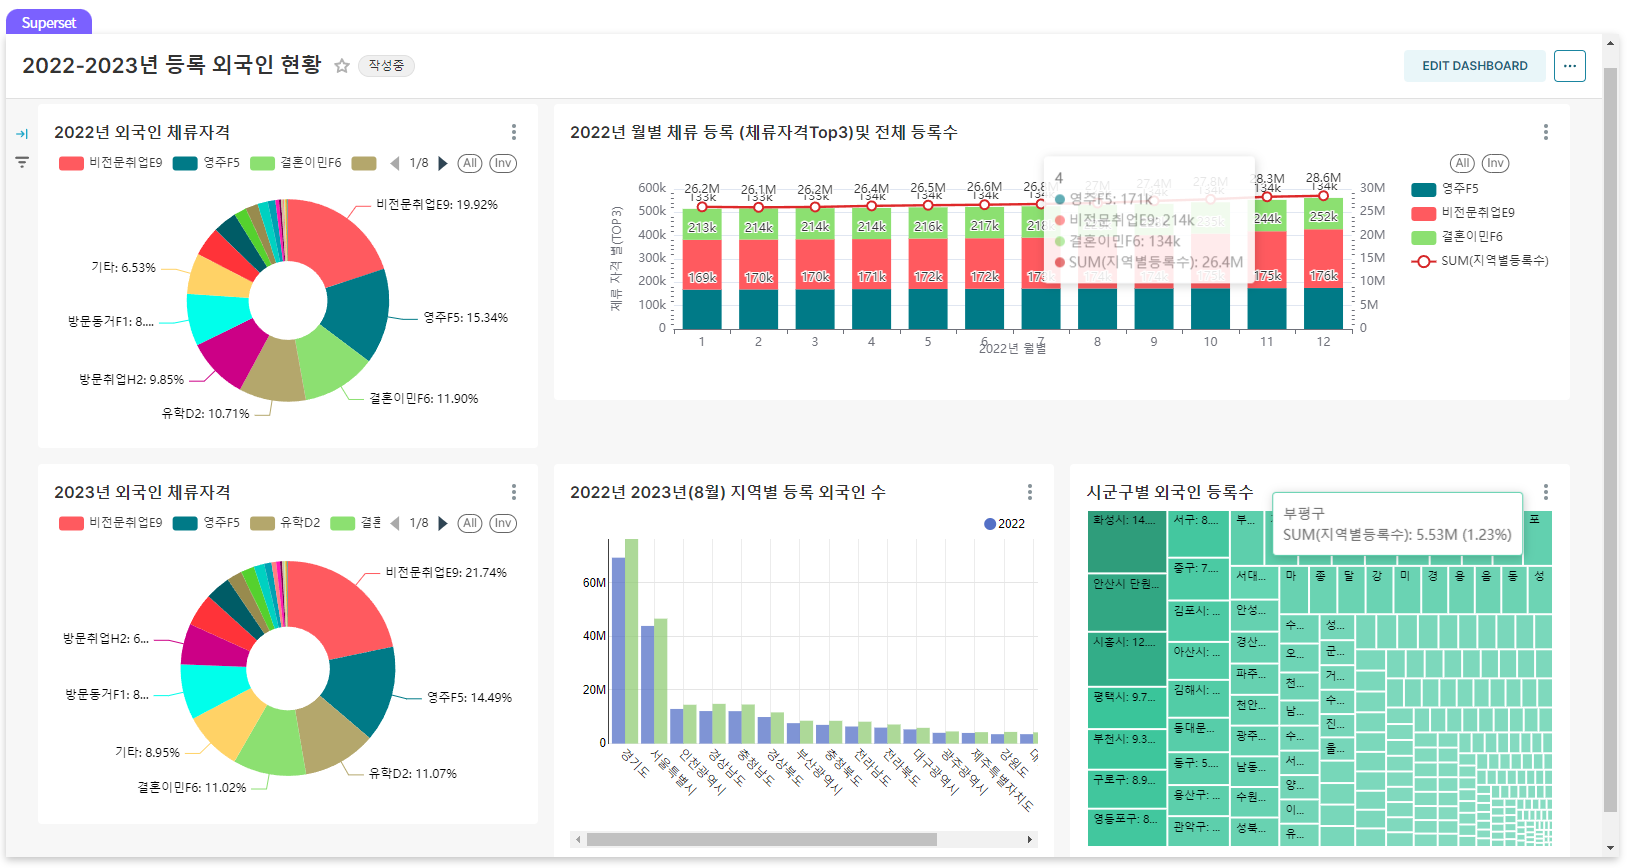 Superset
2022-2023년 등록 외국인 현황
작성중
EDIT DASHBOARD
...
2022년 외국인 체류자격
비전문취업E9
영주F5
결혼이민F6
1/8
All
Inv
비전문취업E9: 19.92%
기타: 6.53%
방문동거F1: 8....
영주F5: 15.34%
방문취업H2: 9.85%
결혼이민F6: 11.90%
유학D2: 10.71%
2022년 월별 체류 등록 (체류자격Top3)및 전체 등록수
All
Inv
영주F5
비전문취업E9
결혼이민F6
SUM(지역별등록수)
체류 자격 별(TOP 3)
600k
500k
400k
300k
200k
100k
0
30M
25M
20M
15M
10M
5M
0
26.2M
26.1M
26.2M
26.4M
26.5M
26.6M
26.8
27M
27.4M
27.8M
28.3M
28.6M
133k
133k
133k
134k
134k
134k
134k
134k
134k
213k
214k
214k
214k
216k
217k
218k
235k
244k
252k
169k
170k
170k
171k
172k
172k
175k
175k
176k
4
영주F5: 171k
비전문취업E9: 214k
결혼이민F6: 134k
SUM(지역별등록수): 26.4M
1
2
3
4
5
6
7
8
9
10
11
12
2022년 월별
2023년 외국인 체류자격
비전문취업E9
영주F5
유학D2
결혼
1/8
All
Inv
비전문취업E9: 21.74%
방문취업H2: 6...
방문동거F1: 8...
영주F5: 14.49%
기타: 8.95%
유학D2: 11.07%
결혼이민F6: 11.02%
2022년 2023년(8월) 지역별 등록 외국인 수
2022
60M
40M
20M
0
경기도
서울특별시
인천광역시
경상남도
충청남도
경상북도
부산광역시
충청북도
전라남도
전라북도
대구광역시
광주광역시
제주특별자치도
강원도
시군구별 외국인 등록수
부평구
SUM(지역별등록수): 5.53M (1.23%)
화성시: 14....
안산시 단원...
시흥시: 12....
평택시: 9.7...
부천시: 9.3...
구로구: 8.9...
영등포구: 8...
서구: 8....
중구: 7....
김포시: ...
아산시: ...
김해시: ...
동대문...
동구: 5....
용산구: ...
관악구: ...
부...
포
서대...
안성...
경산...
파주...
천안...
광주...
남동...
수원...
성북...
마
종
달
강
미
경
용
음
동
성
수...
오...
천...
남...
수...
서...
양...
이...
유...
성...
군...
거...
수...
진...
울...